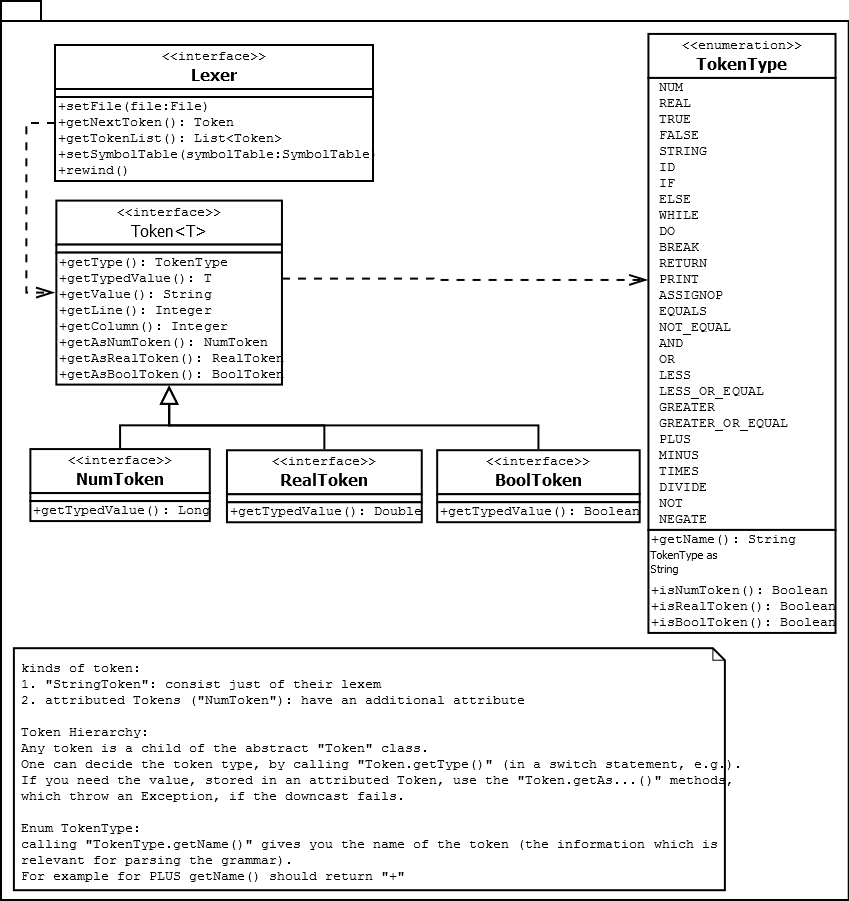 <<interface>>
Lexer
+setFile(file:File)
+getNextToken(): Token
+getTokenList(): List<Token>
+setSymbolTable(symbolTable:SymbolTable
+rewind()
<<interface>>
Token<T>
+getType(): TokenType
+getTypedValue(): T
+getValue(): String
+getLine(): Integer
+getColumn(): Integer
+getAsNumToken(): NumToken
+getAsRealToken(): RealToken
+getAsBoolToken(): BoolToken
<<interface>>
NumToken
+getTypedValue(): Long
<<interface>>
RealToken
+getTypedValue(): Double
<<interface>>
BoolToken
+getTypedValue(): Boolean
<<enumeration>>
TokenType
NUM
REAL
TRUE
FALSE
STRING
ID
IF
ELSE
WHILE
DO
BREAK
RETURN
PRINT
ASSIGNOP
EQUALS
NOT_EQUAL
AND
OR
LESS
LESS_OR_EQUAL
GREATER
GREATER_OR_EQUAL
PLUS
MINUS
TIMES
DIVIDE
NOT
NEGATE
+getName(): String
TokenType as
String
+isNumToken(): Boolean
+isRealToken(): Boolean
+isBoolToken(): Boolean
kinds of token:
1. "StringToken": consist just of their lexem
2. attributed Tokens ("NumToken"): have an additional attribute
Token Hierarchy:
Any token is a child of the abstract "Token" class.
One can decide the token type, by calling "Token.getType()" (in a switch statement, e.g.).
If you need the value, stored in an attributed Token, use the "Token.getAs...()" methods,
which throw an Exception, if the downcast fails.
Enum TokenType:
calling "TokenType.getName()" gives you the name of the token (the information which is
relevant for parsing the grammar).
For example for PLUS getName() should return "+"